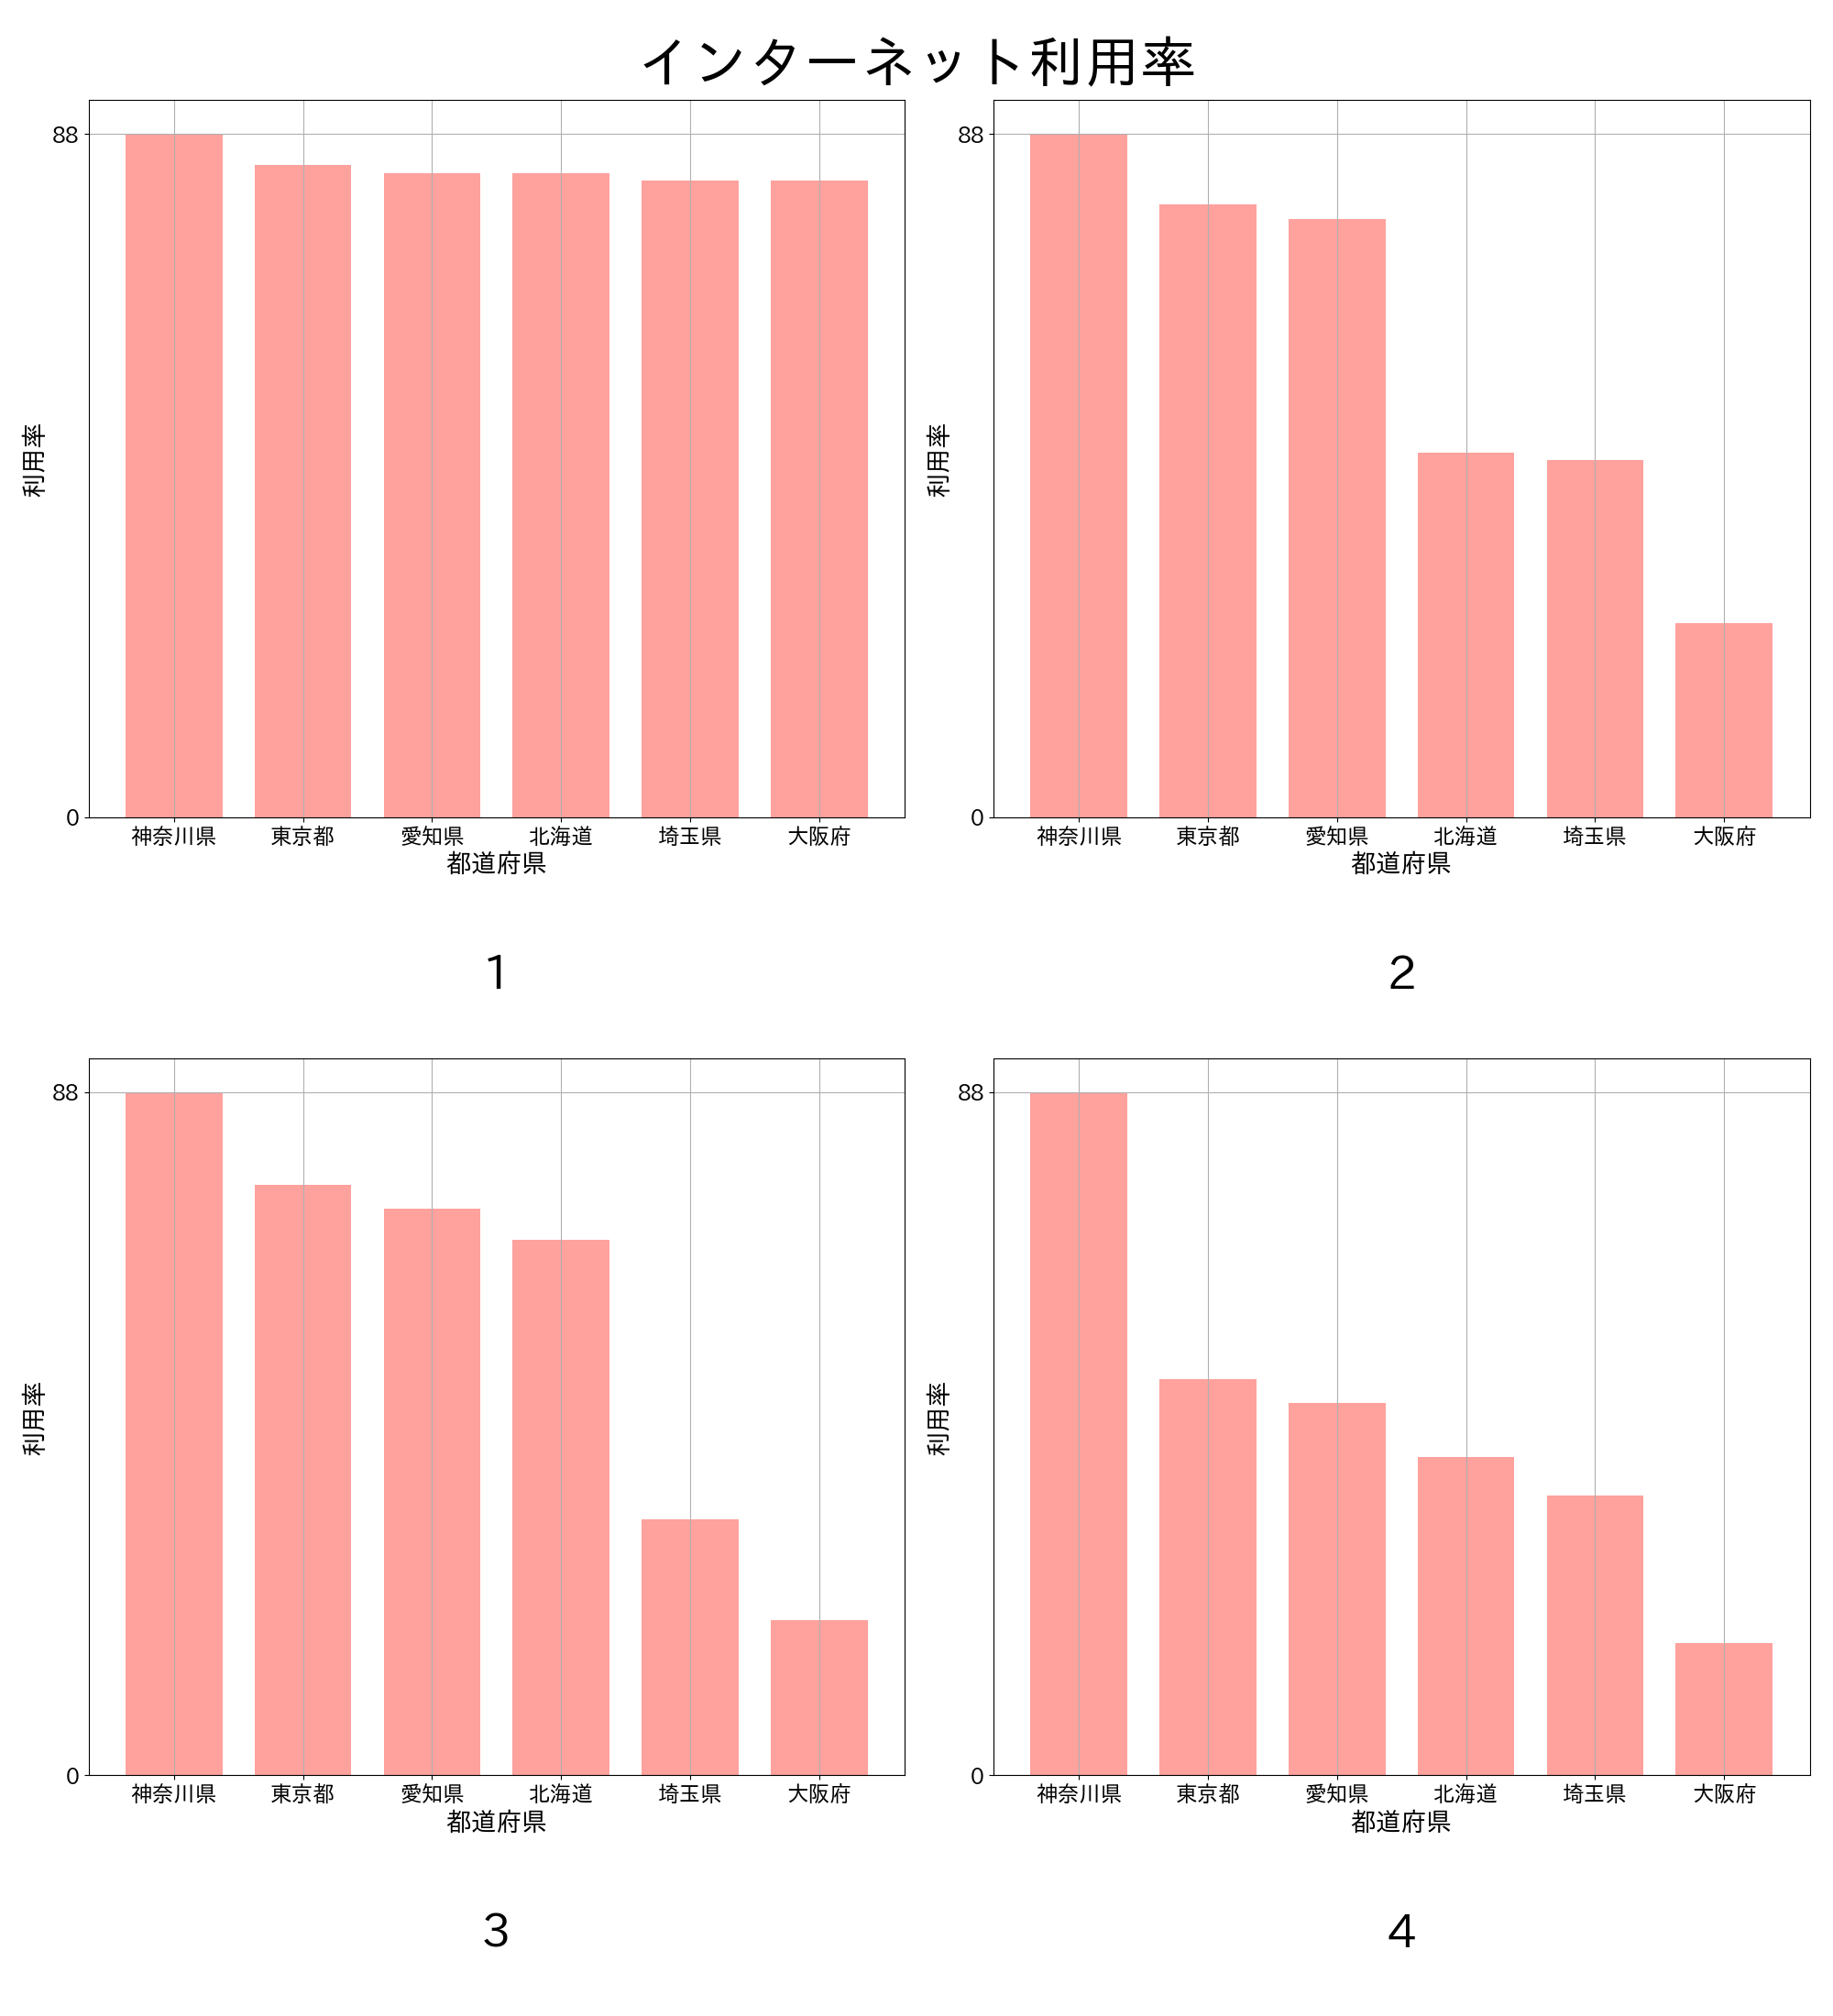 インターネット利用率
88
0
利用率
神奈川県 東京都 愛知県 北海道 埼玉県 大阪府
都道府県
1
88
0
利用率
神奈川県 東京都 愛知県 北海道 埼玉県 大阪府
都道府県
2
88
0
利用率
神奈川県 東京都 愛知県 北海道 埼玉県 大阪府
都道府県
3
88
0
利用率
神奈川県 東京都 愛知県 北海道 埼玉県 大阪府
都道府県
4